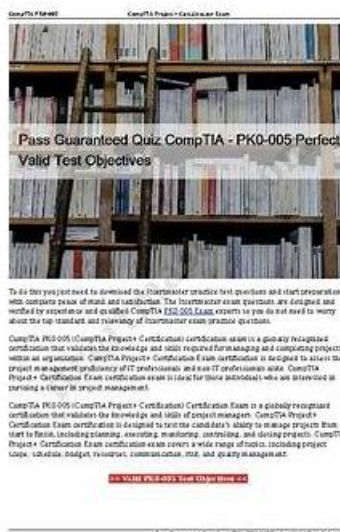 CompTIA PK0-005 CompTIA Project+ Certification Exam
Pass Guaranteed Quiz CompTIA - PK0-005 Perfect
Valid Test Objectives
To do this you just need to download the Itcertmaster practice test questions and start preparation
with complete peace of mind and satisfaction. The Itcertmaster exam questions are designed and
verified by experience and qualified CompTIA PK0-005 Exam experts so you do not need to worry
about the top standard and relevancy of Itcertmaster exam practice questions.
CompTIA PK0-005 (CompTIA Project+ Certification) certification exam is a globally recognized
certification that validates the knowledge and skills required for managing and completing projects
within an organization. CompTIA Project+ Certification Exam certification is designed to assess the
project management proficiency of IT professionals and non-IT professionals alike. CompTIA
Project+ Certification Exam certification exam is ideal for those individuals who are interested in
pursuing a career in project management.
CompTIA PK0-005 (CompTIA Project+ Certification) Certification Exam is a globally recognized
certification that validates the knowledge and skills of project managers. CompTIA Project+
Certification Exam certification is designed to test the candidate's ability to manage projects from
start to finish, including planning, executing, monitoring, controlling, and closing projects. CompTIA
Project+ Certification Exam certification exam covers a wide range of topics, including project
scope, schedule, budget, resources, communication, risk, and quality management.
>> Valid PK0-005 Test Objectives <<